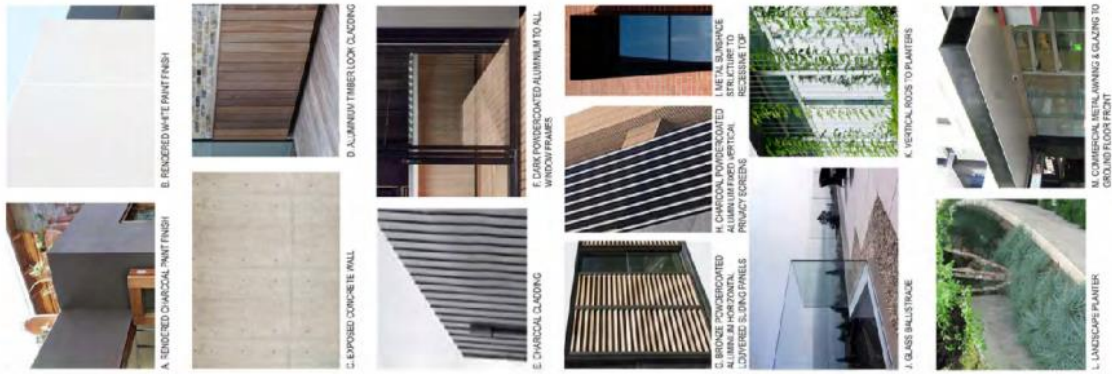 A. RENDERED CHARCOAL PAINT FINISH
B. RENDERED WHITE PAINT FINISH
C. EXPOSED CONCRETE WALL
D. ALUMINIUM TIMBER LOOK CLADDING
E. CHARCOAL CLADDING
F. DARK POWDERCOATED ALUMINIUM TO ALL
WINDOW FRAMES
G. BRONZE POWDERCOATED
ALUMINIUM HORIZONTAL
LOUVERED SLIDING PANELS
H. CHARCOAL POWDERCOATED
ALUMINIUM FIXED VERTICAL
PRIVACY SCREENS
I. METAL SUNSHADE
STRUCTURE TO
RECESSIVE TOP
J. GLASS BALUSTRADE
K. VERTICAL RODS TO PLANTERS
L. LANDSCAPE PLANTER
M. COMMERCIAL METAL AWNING & GLAZING TO
GROUND FLOOR FRONT